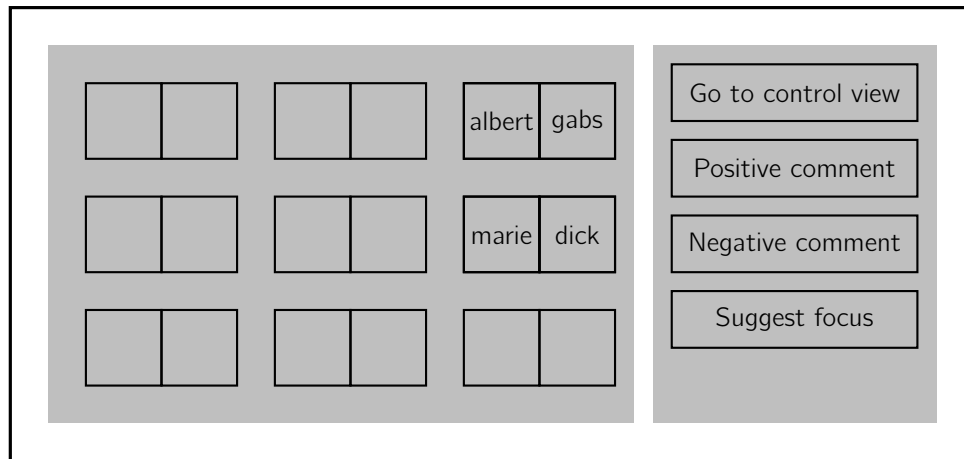 albert gabs
marie dick
Go to control view
Positive comment
Negative comment
Suggest focus